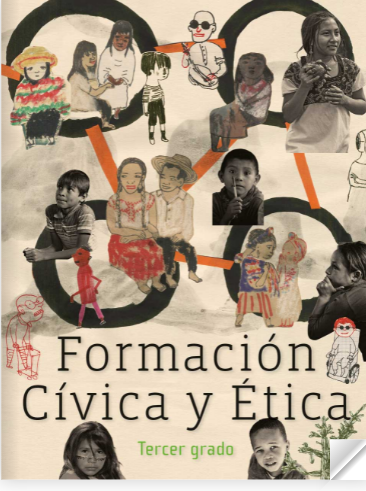 Formación
Cívica y Ética
Tercer grado